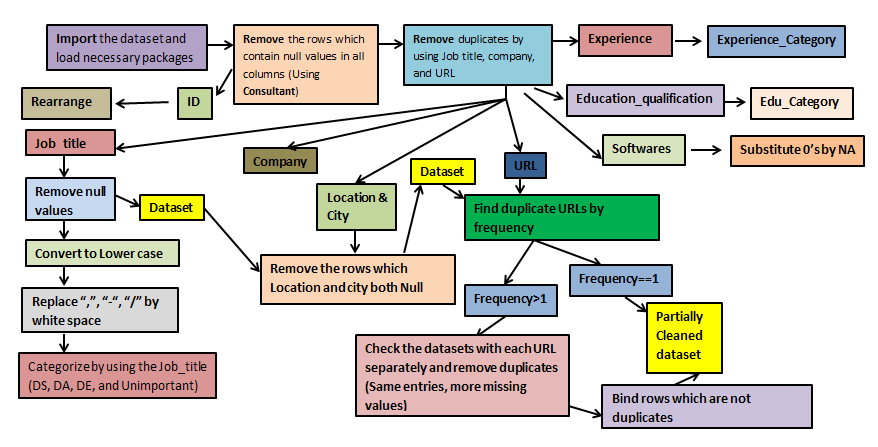 Import the dataset and
load necessary packages
Remove the rows which
contain null values in all
columns (Using
Consultant)
Remove duplicates by
using Job title, company,
and URL
Experience
Experience_Category
Rearrange
ID
Education_qualification
Edu_Category
Job_title
Company
Dataset
URL
Softwares
Substitute 0's by NA
Remove null
values
Dataset
Location &
City
Find duplicate URLs by
frequency
Convert to Lower case
Remove the rows which
Location and city both Null
Frequency>1
Frequency==1
Replace “,”, “-“, “/” by
white space
Partially
Cleaned
dataset
Categorize by using the Job_title
(DS, DA, DE, and Unimportant)
Check the datasets with each URL
separately and remove duplicates
(Same entries, more missing
values)
Bind rows which are not
duplicates